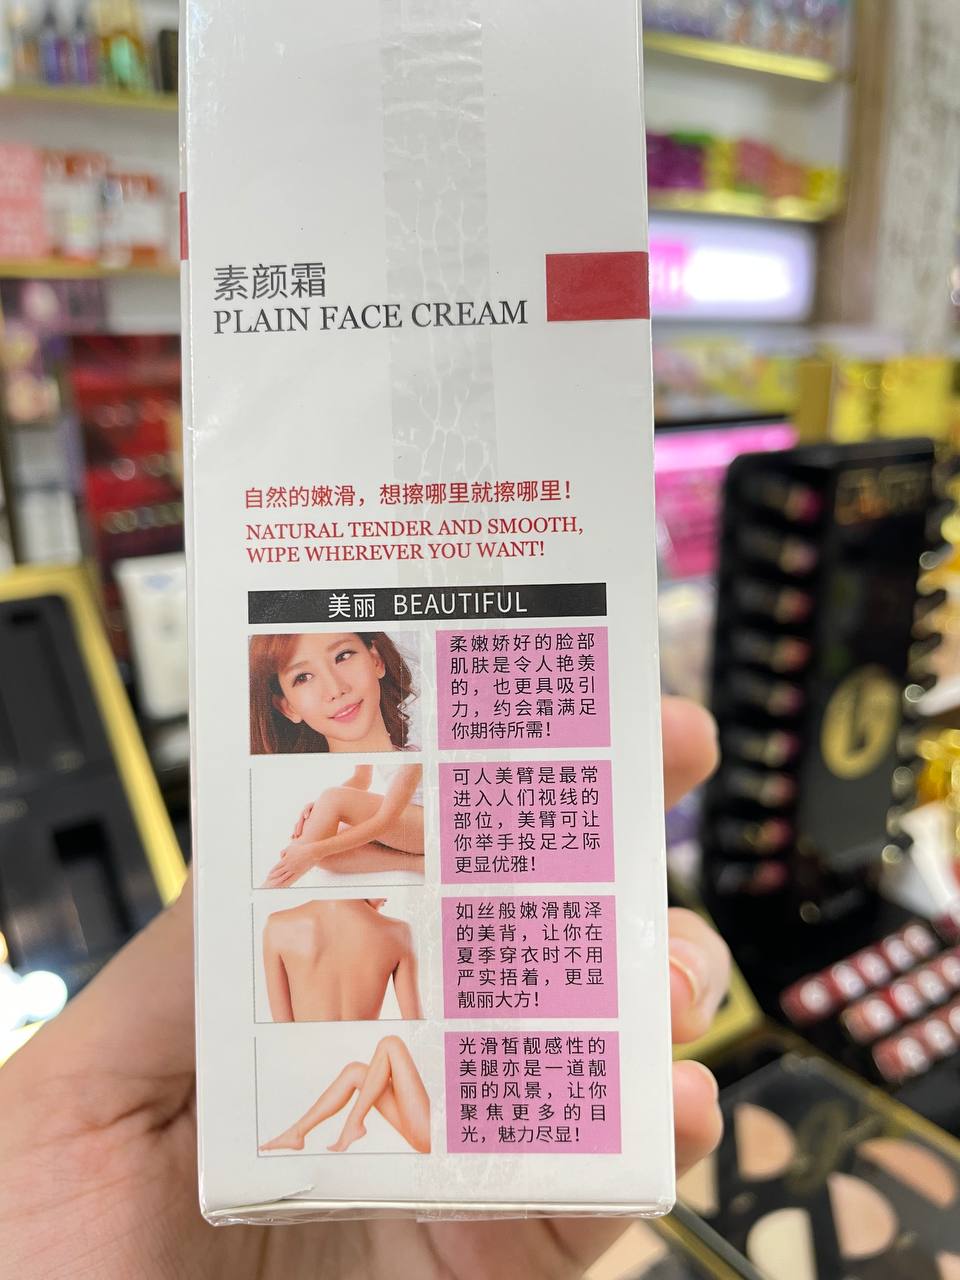 素颜霜
PLAIN FACE CREAM
自然的嫩滑，想擦哪里就擦哪里！
NATURAL TENDER AND SMOOTH,
WIPE WHEREVER YOU WANT!
美丽 BEAUTIFUL
柔嫩娇好的脸部
肌肤是令人艳羡
的，也更具吸引
力，约会霜满足
你期待所需！
可人美臂是最常
进入人们视线的
部位，美臂可让
你举手投足之际
更显优雅！
如丝般嫩滑靓泽
的美背，让你在
夏季穿衣时不用
严实捂着，更显
靓丽大方！
光滑皙靓感性的
美腿亦是一道靓
丽的风景，让你
聚焦更多的目
光，魅力尽显！